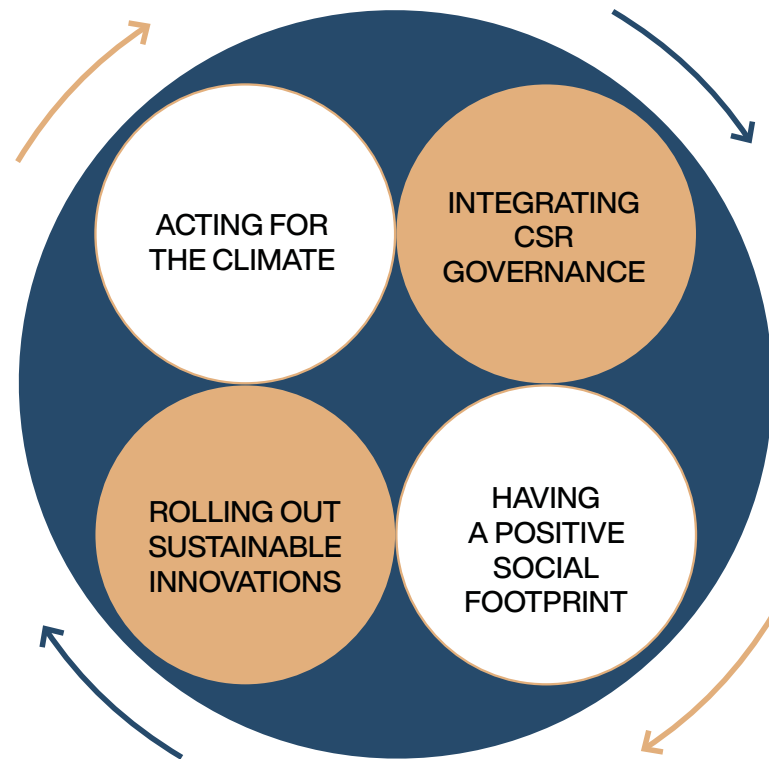 ACTING FOR
THE CLIMATE
INTEGRATING
CSR
GOVERNANCE
ROLLING OUT
SUSTAINABLE
INNOVATIONS
HAVING
A POSITIVE
SOCIAL
FOOTPRINT